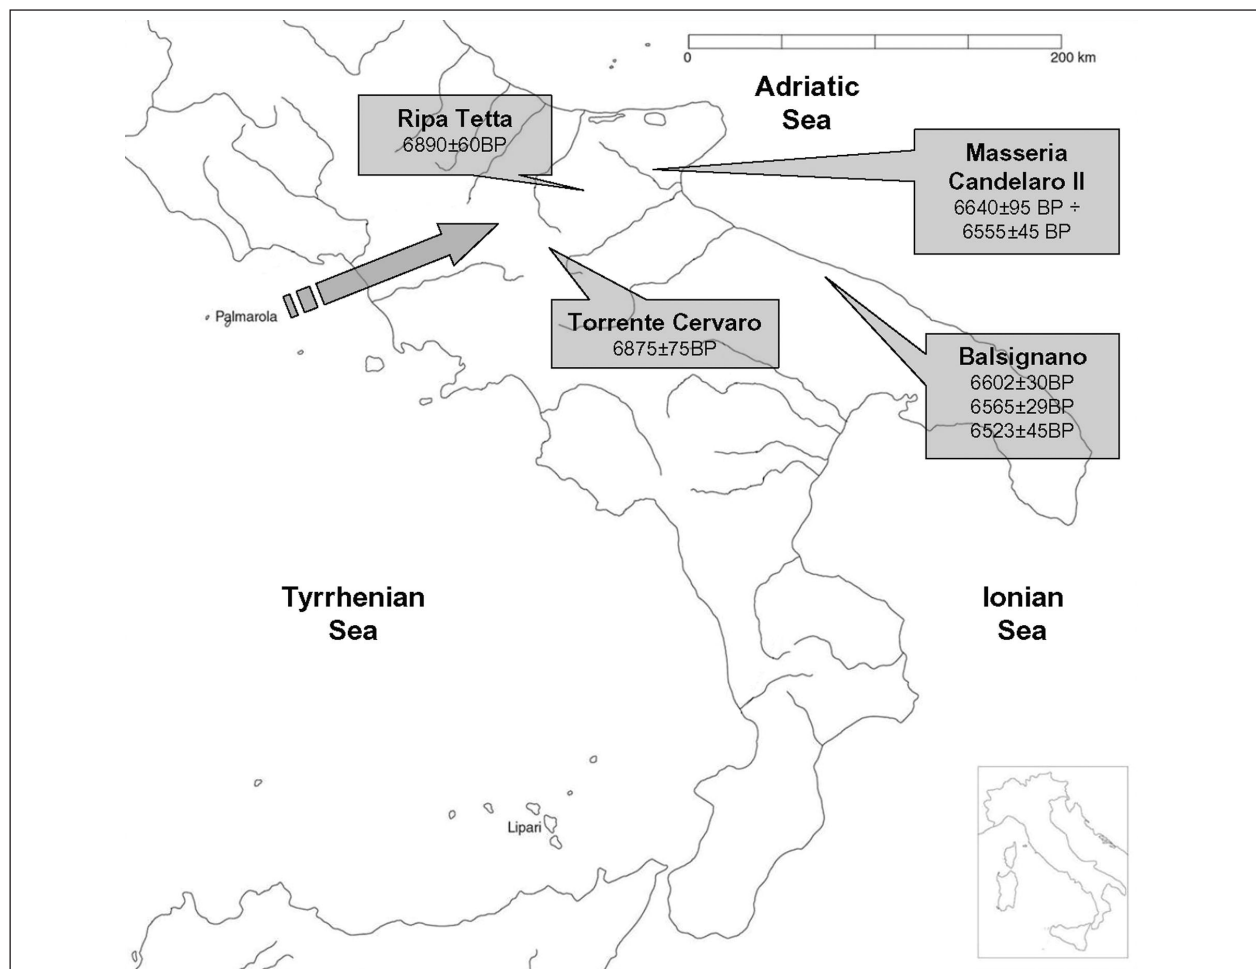 0
200 km
Adriatic
Sea
Ripa Tetta
6890±60BP
Masseria
Candelaro II
6640±95 BP ÷
6555±45 BP
Palmarola
Torrente Cervaro
6875±75BP
Balsignano
6602±30BP
6565±29BP
6523±45BP
Tyrrhenian
Sea
Ionian
Sea
Lipari